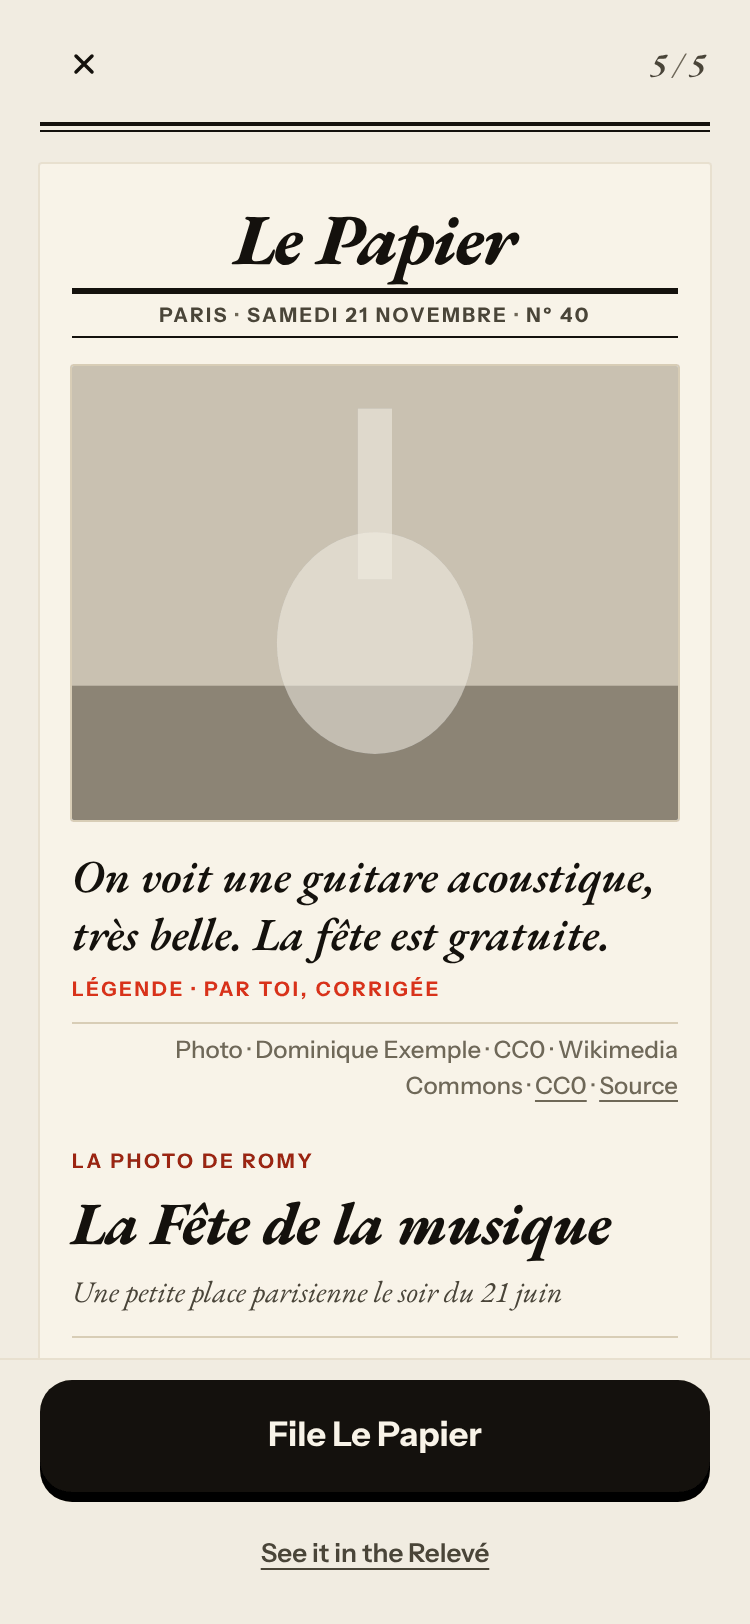 5/5
Le Papier
PARIS · SAMEDI 21 NOVEMBRE · N° 40
On voit une guitare acoustique,
très belle. La fête est gratuite.
LÉGENDE · PAR TOI, CORRIGÉE
Photo · Dominique Exemple · CC0 · Wikimedia
Commons · CC0 · Source
LA PHOTO DE ROMY
La Fête de la musique
Une petite place parisienne le soir du 21 juin
File Le Papier
See it in the Relevé